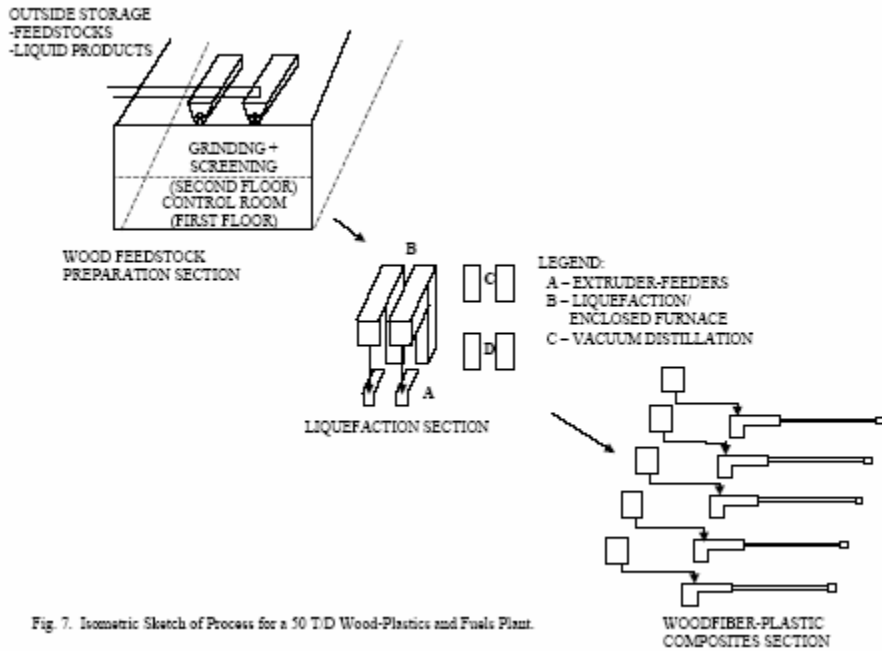 OUTSIDE STORAGE
-FEEDSTOCKS
-LIQUID PRODUCTS
GRINDING +
SCREENING
(SECOND FLOOR)
CONTROL ROOM
(FIRST FLOOR)
WOOD FEEDSTOCK
PREPARATION SECTION
B
C
D
A
LIQUEFACTION SECTION
LEGEND:
A – EXTRUDER-FEEDERS
B – LIQUEFACTION/
ENCLOSED FURNACE
C – VACUUM DISTILLATION
WOODFIBER-PLASTIC
COMPOSITES SECTION
Fig. 7. Isometric Sketch of Process for a 50 T/D Wood-Plastics and Fuels Plant.